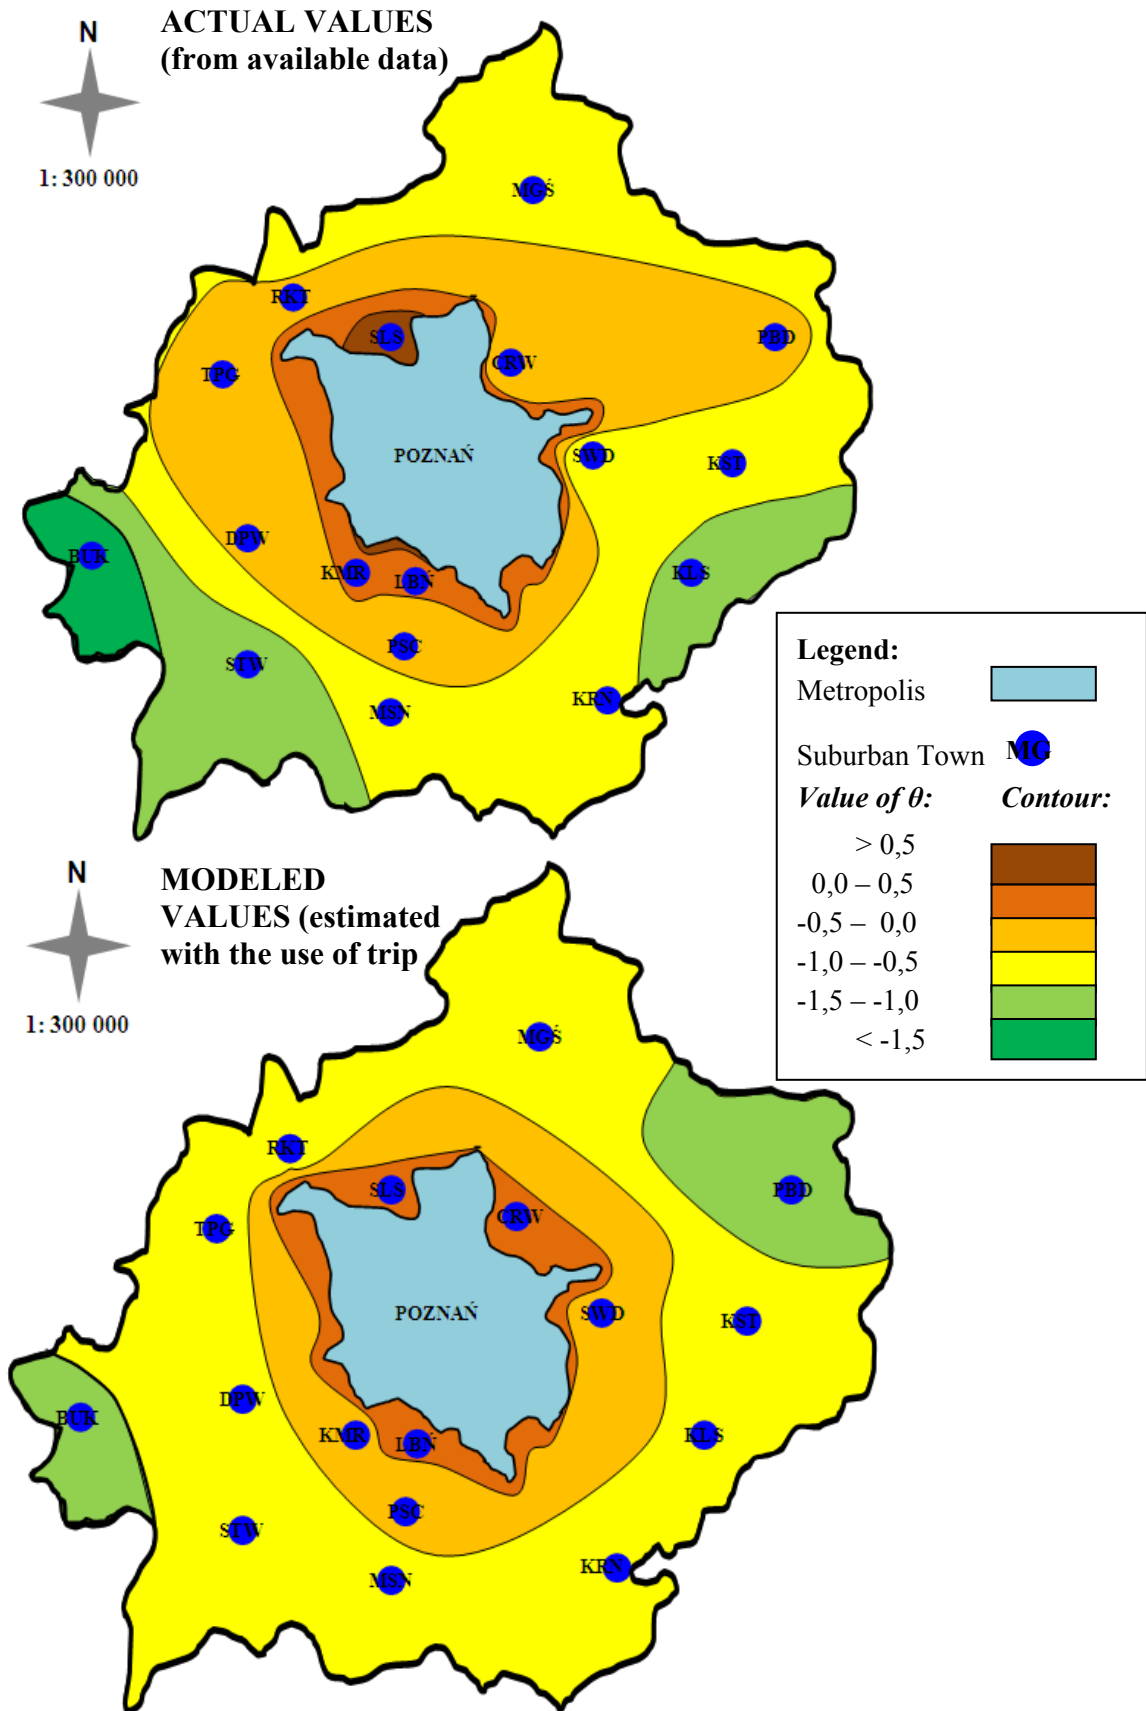 N
ACTUAL VALUES
(from available data)
1: 300 000
MGŚ
RKT
SLS
PBD
CRW
TPG
POZNAŃ
SWD
KST
DPW
BUK
KMR
LBŃ
KLS
PSC
STW
KRN
MSN
Legend:
Metropolis
Suburban Town MG
Value of θ: Contour:
> 0,5
0,0 – 0,5
-0,5 – 0,0
-1,0 – -0,5
-1,5 – -1,0
< -1,5
N
MODELED
VALUES (estimated
with the use of trip
1: 300 000
MGŚ
RKT
SLS
PBD
CRW
TPG
POZNAŃ
SWD
KST
DPW
BUK
KMR
LBŃ
KLS
PSC
STW
KRN
MSN